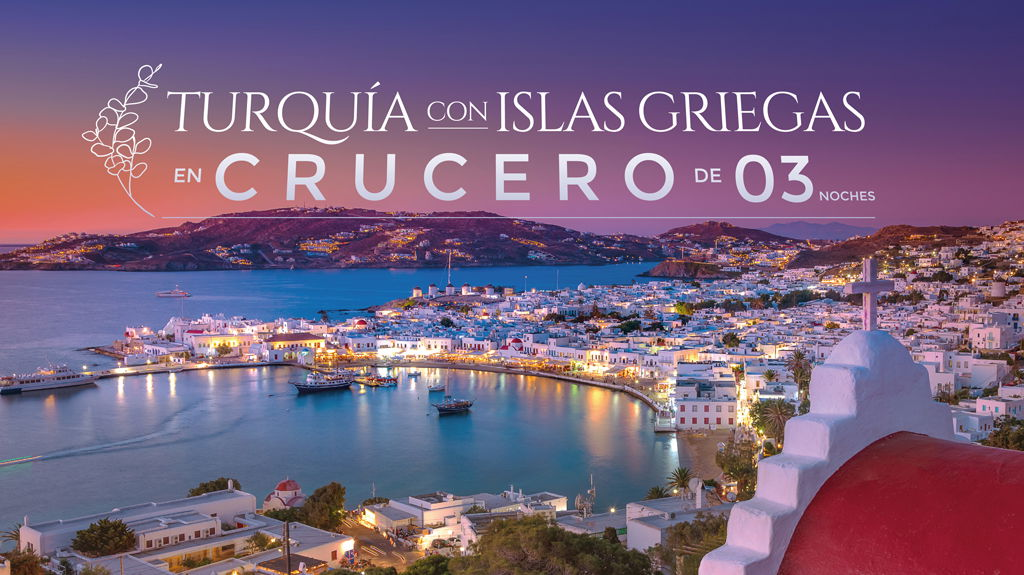 TURQUÍA CON ISLAS GRIEGAS
EN CRUCERO DE 03 NOCHES